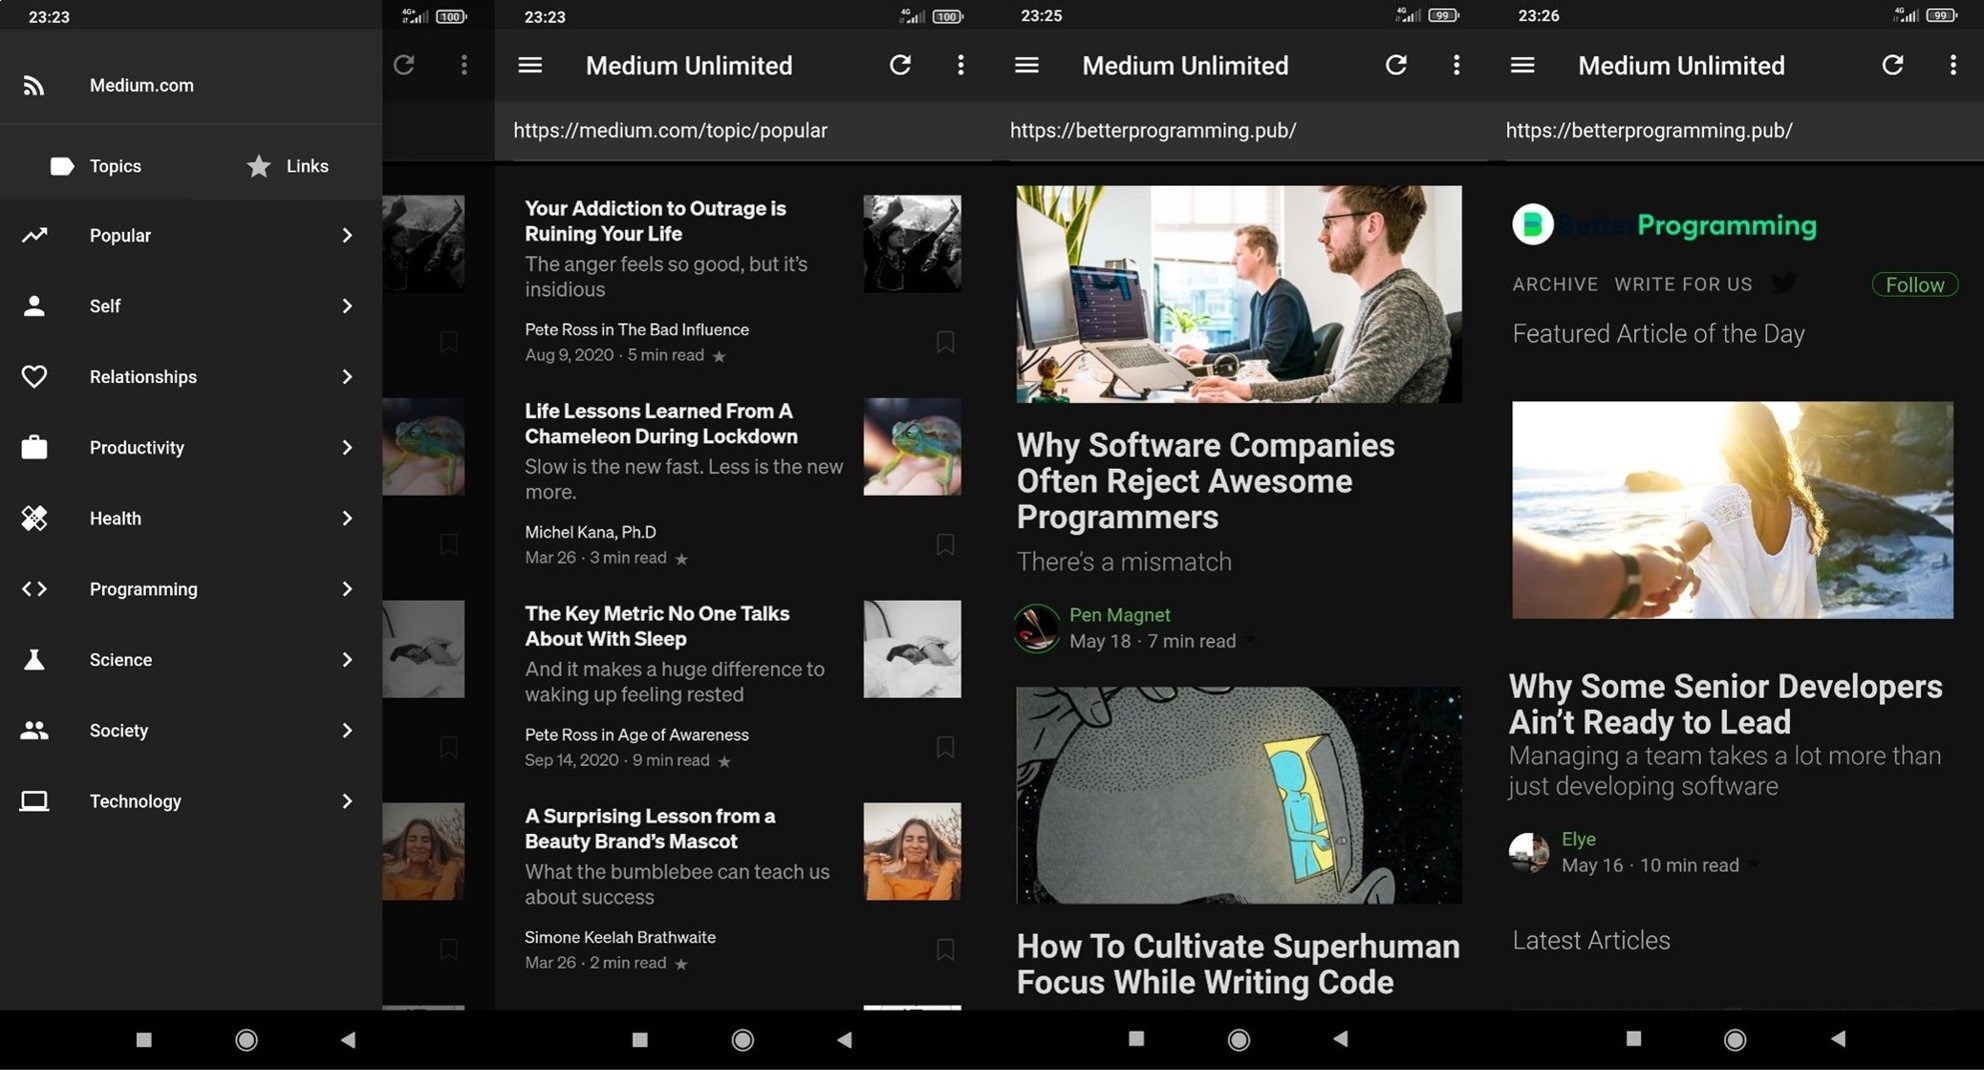 23:23
4G+
100
Medium.com
Topics
Links
Popular
Self
Relationships
Productivity
Health
Programming
Science
Society
Technology
23:23
4G
100
Medium Unlimited
https://medium.com/topic/popular
Your Addiction to Outrage is
Ruining Your Life
The anger feels so good, but it’s
insidious
Pete Ross in The Bad Influence
Aug 9, 2020 · 5 min read ★
Life Lessons Learned From A
Chameleon During Lockdown
Slow is the new fast. Less is the new
more.
Michel Kana, Ph.D
Mar 26 · 3 min read ★
The Key Metric No One Talks
About With Sleep
And it makes a huge difference to
waking up feeling rested
Pete Ross in Age of Awareness
Sep 14, 2020 · 9 min read ★
A Surprising Lesson from a
Beauty Brand’s Mascot
What the bumblebee can teach us
about success
Simone Keelah Brathwaite
Mar 26 · 2 min read ★
23:25
4G
99
Medium Unlimited
https://betterprogramming.pub/
Why Software Companies
Often Reject Awesome
Programmers
There’s a mismatch
Pen Magnet
May 18 · 7 min read ★
How To Cultivate Superhuman
Focus While Writing Code
23:26
4G
99
Medium Unlimited
https://betterprogramming.pub/
B Better Programming
ARCHIVE WRITE FOR US
Follow
Featured Article of the Day
Why Some Senior Developers
Ain’t Ready to Lead
Managing a team takes a lot more than
just developing software
Elye
May 16 · 10 min read ★
Latest Articles